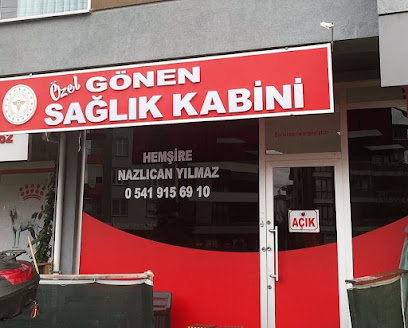 Özel GÖNEN
SAĞLIK KABİNİ
HEMŞİRE
NAZLICAN YILMAZ
0 541 915 69 10
AÇIK